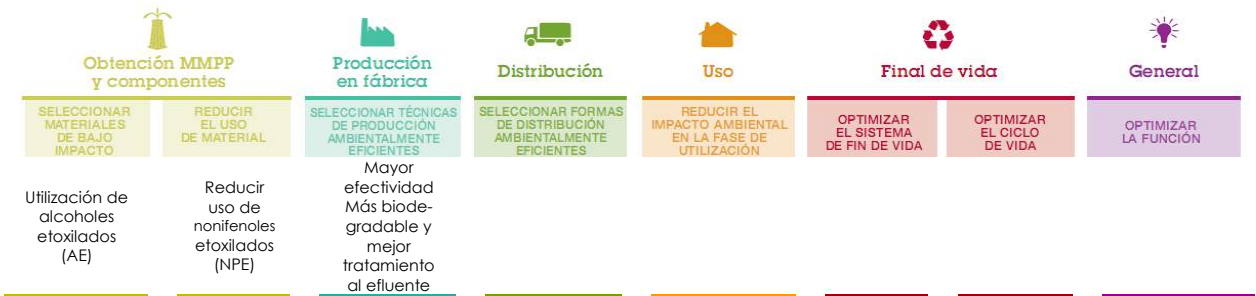 Obtención MMPP
y componentes
Producción
en fábrica
Distribución
Uso
Final de vida
General
SELECCIONAR
MATERIALES
DE BAJO
IMPACTO
REDUCIR
EL USO
DE MATERIAL
SELECCIONAR TÉCNICAS
DE PRODUCCIÓN
AMBIENTALMENTE
EFICIENTES
SELECCIONAR FORMAS
DE DISTRIBUCIÓN
AMBIENTALMENTE
EFICIENTES
REDUCIR EL
IMPACTO AMBIENTAL
EN LA FASE DE
UTILIZACIÓN
OPTIMIZAR
EL SISTEMA
DE FIN DE VIDA
OPTIMIZAR
EL CICLO
DE VIDA
OPTIMIZAR
LA FUNCIÓN
Utilización de
alcoholes
etoxilados
(AE)
Reducir
uso de
nonifenoles
etoxilados
(NPE)
Mayor
efectividad
Más biode-
gradable y
mejor
tratamiento
al efluente